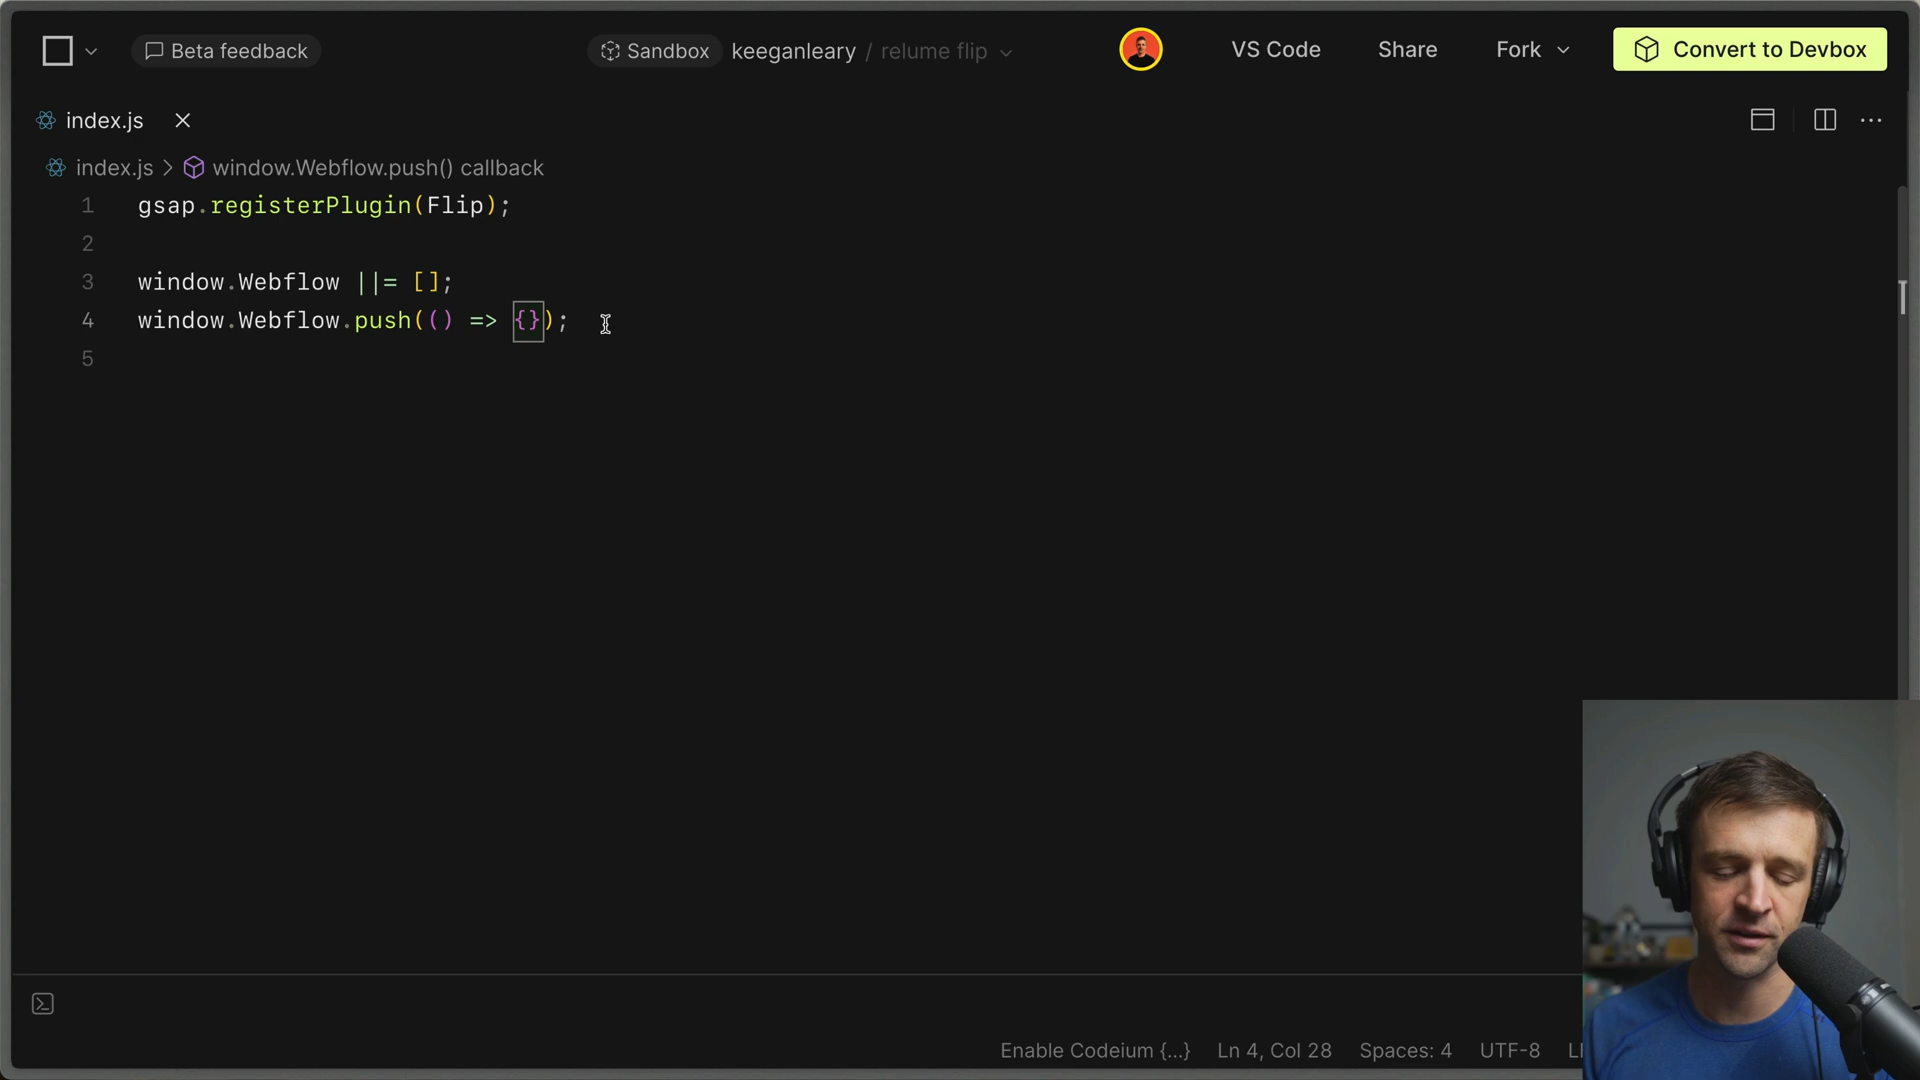 Beta feedback
Sandbox keeganleary / relume flip
VS Code
Share
Fork
Convert to Devbox
index.js
index.js > window.Webflow.push() callback
1 gsap.registerPlugin(Flip);
2
3 window.Webflow ||= [];
4 window.Webflow.push(() => {});
5
Enable Codeium {...} Ln 4, Col 28 Spaces: 4 UTF-8